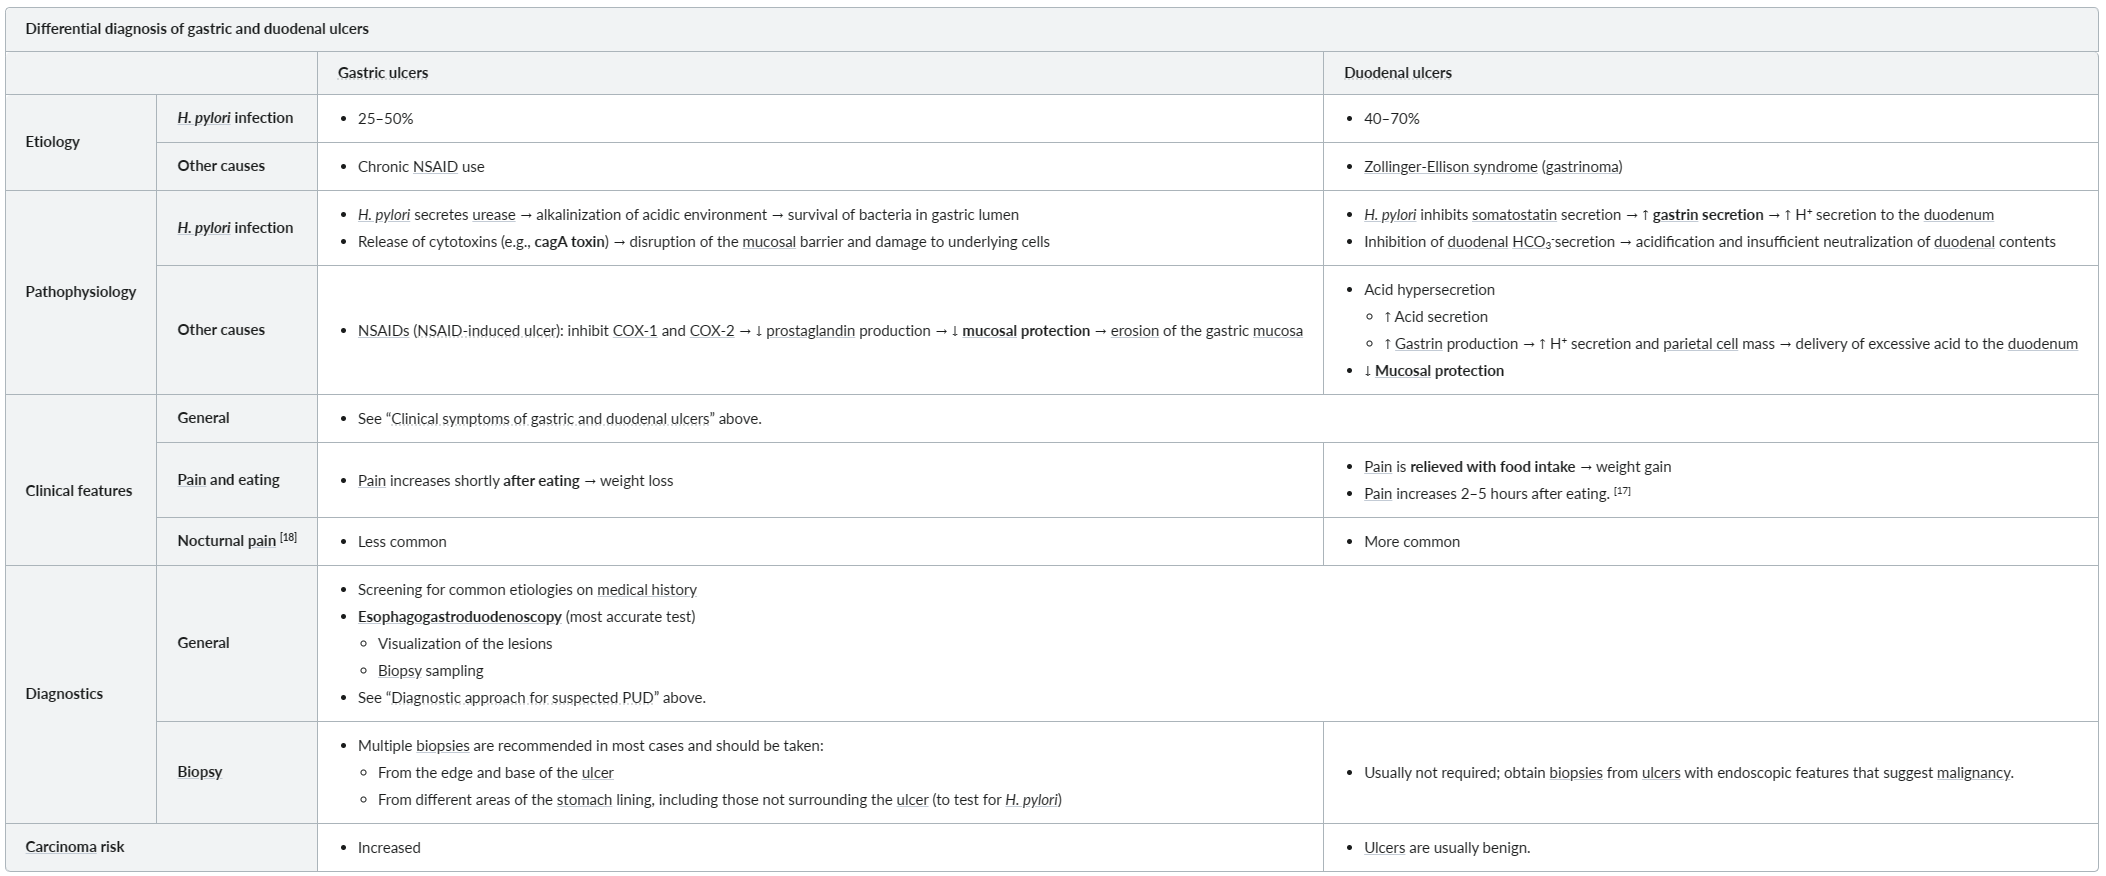 Differential diagnosis of gastric and duodenal ulcers
Gastric ulcers
Duodenal ulcers
Etiology
H. pylori infection
• 25–50%
• 40–70%
Other causes
• Chronic NSAID use
• Zollinger-Ellison syndrome (gastrinoma)
Pathophysiology
H. pylori infection
• H. pylori secretes urease → alkalinization of acidic environment → survival of bacteria in gastric lumen
• Release of cytotoxins (e.g., cagA toxin) → disruption of the mucosal barrier and damage to underlying cells
• H. pylori inhibits somatostatin secretion → ↑ gastrin secretion → ↑ H⁺ secretion to the duodenum
• Inhibition of duodenal HCO₃⁻secretion → acidification and insufficient neutralization of duodenal contents
Other causes
• NSAIDs (NSAID-induced ulcer): inhibit COX-1 and COX-2 → ↓ prostaglandin production → ↓ mucosal protection → erosion of the gastric mucosa
• Acid hypersecretion
◦ ↑ Acid secretion
◦ ↑ Gastrin production → ↑ H⁺ secretion and parietal cell mass → delivery of excessive acid to the duodenum
• ↓ Mucosal protection
Clinical features
General
• See “Clinical symptoms of gastric and duodenal ulcers” above.
Pain and eating
• Pain increases shortly after eating → weight loss
• Pain is relieved with food intake → weight gain
• Pain increases 2–5 hours after eating. [17]
Nocturnal pain [18]
• Less common
• More common
Diagnostics
General
• Screening for common etiologies on medical history
• Esophagogastroduodenoscopy (most accurate test)
◦ Visualization of the lesions
◦ Biopsy sampling
• See “Diagnostic approach for suspected PUD” above.
Biopsy
• Multiple biopsies are recommended in most cases and should be taken:
◦ From the edge and base of the ulcer
◦ From different areas of the stomach lining, including those not surrounding the ulcer (to test for H. pylori)
• Usually not required; obtain biopsies from ulcers with endoscopic features that suggest malignancy.
Carcinoma risk
• Increased
• Ulcers are usually benign.